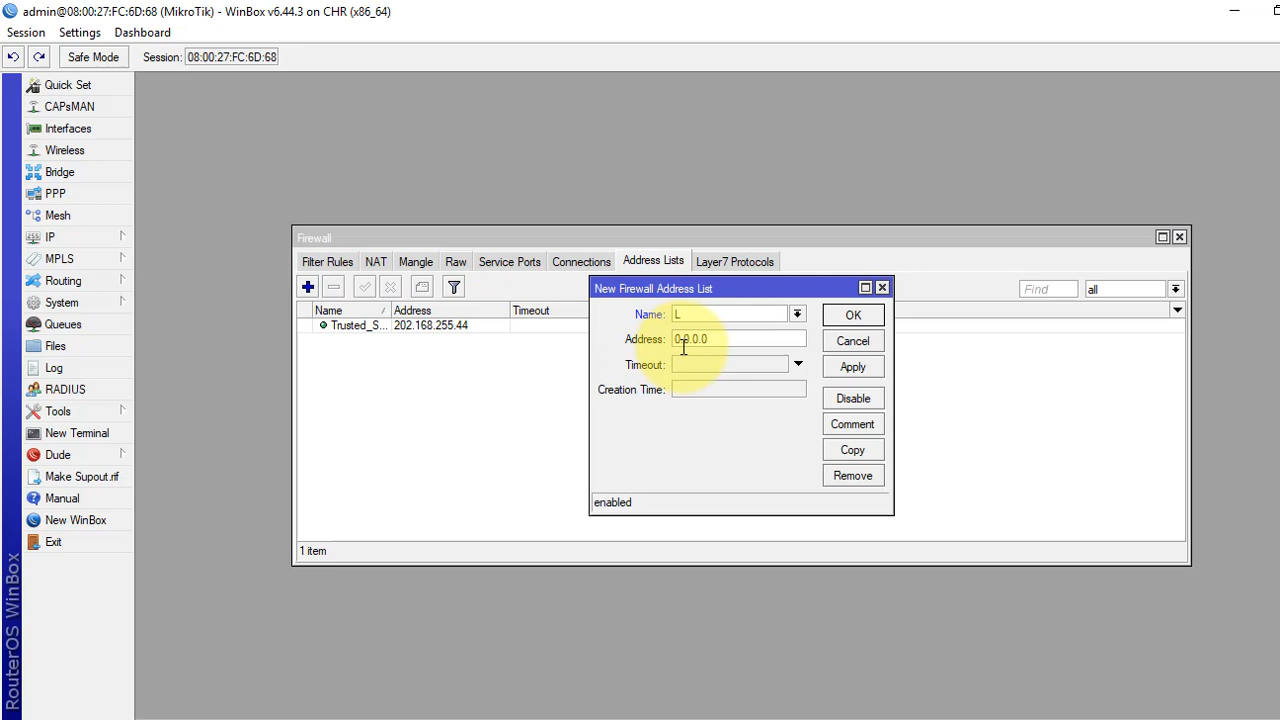 admin@08:00:27:FC:6D:68 (MikroTik) - WinBox v6.44.3 on CHR (x86_64)
Session Settings Dashboard
Safe Mode Session: 08:00:27:FC:6D:68
Quick Set
CAPsMAN
Interfaces
Wireless
Bridge
PPP
Mesh
IP
MPLS
Routing
System
Queues
Files
Log
RADIUS
Tools
New Terminal
Dude
Make Supout.rif
Manual
New WinBox
Exit
RouterOS WinBox
Firewall
Filter Rules NAT Mangle Raw Service Ports Connections Address Lists Layer7 Protocols
Find all
Name Address Timeout
Trusted_S... 202.168.255.44
1 item
New Firewall Address List
Name: L
Address: 0.0.0.0
Timeout:
Creation Time:
OK
Cancel
Apply
Disable
Comment
Copy
Remove
enabled